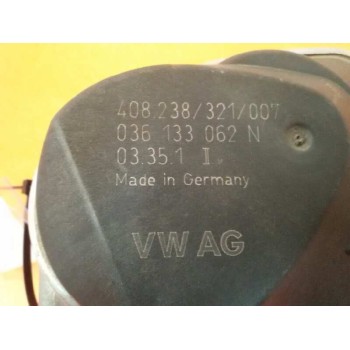 408.238/321/007
036 133 062 N
03.35.1 I
Made in Germany
VW AG